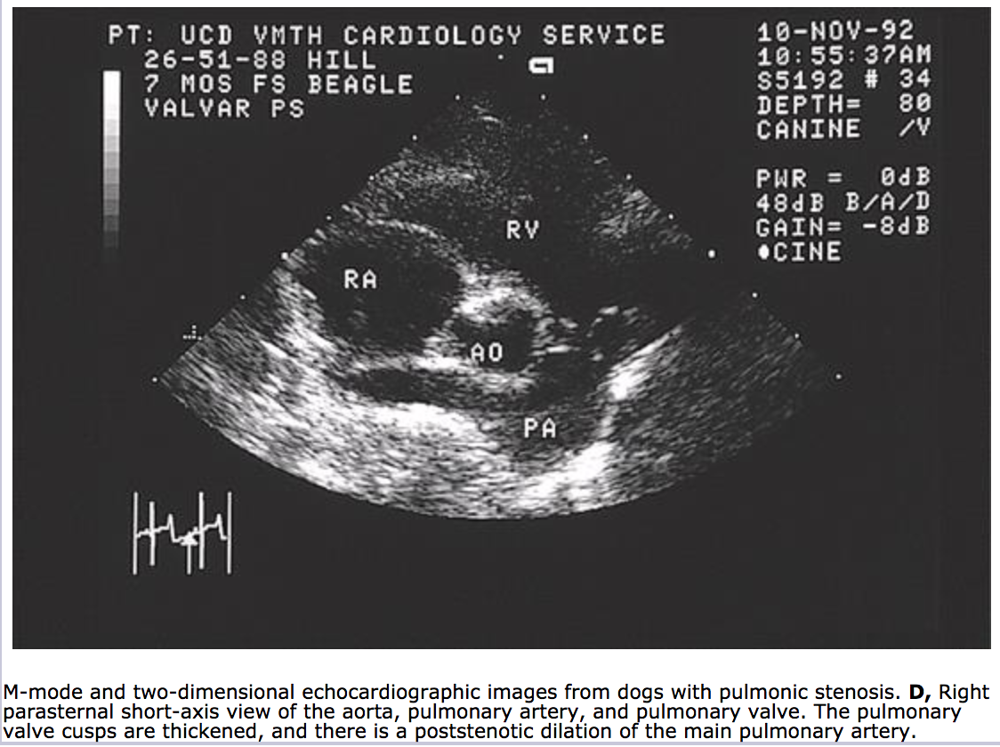 PT: UCD VMTH CARDIOLOGY SERVICE
26-51-88 HILL
7 MOS FS BEAGLE
VALVAR PS
10-NOV-92
10:55:37AM
S5192 # 34
DEPTH= 80
CANINE /V
PWR = 0dB
48dB B/A/D
GAIN= -8dB
CINE
RV
RA
AO
PA
M-mode and two-dimensional echocardiographic images from dogs with pulmonic stenosis. D, Right
parasternal short-axis view of the aorta, pulmonary artery, and pulmonary valve. The pulmonary
valve cusps are thickened, and there is a poststenotic dilation of the main pulmonary artery.